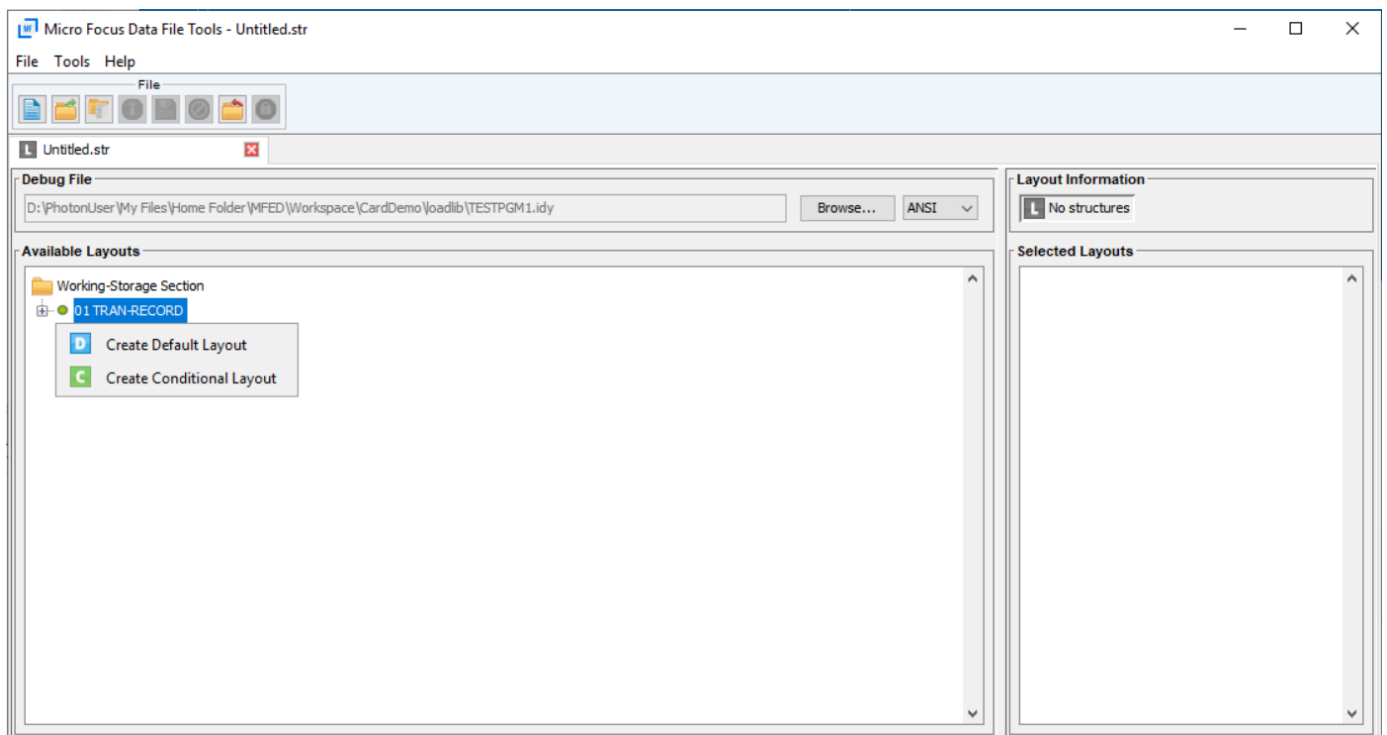 Micro Focus Data File Tools - Untitled.str
File Tools Help
File
Untitled.str
Debug File
D:\PhotonUser\My Files\Home Folder\MFED\Workspace\CardDemo\loadlib\TESTPGM1.idy
Browse...
ANSI
Layout Information
L No structures
Available Layouts
Working-Storage Section
01 TRAN-RECORD
D Create Default Layout
C Create Conditional Layout
Selected Layouts